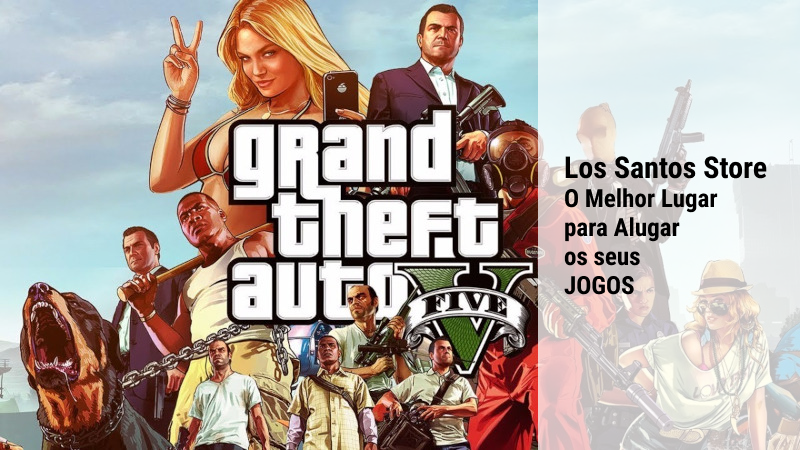 grand
theft
auto V
FIVE
Los Santos Store
O Melhor Lugar
para Alugar
os seus
JOGOS